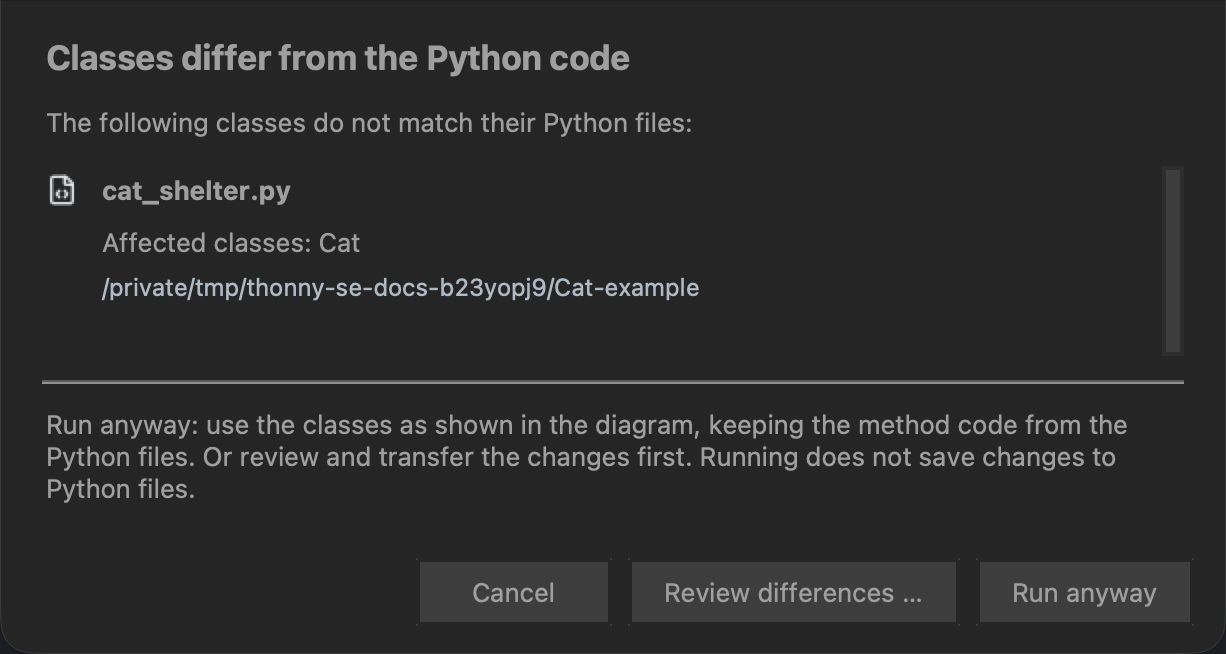 Classes differ from the Python code
The following classes do not match their Python files:
cat_shelter.py
Affected classes: Cat
/private/tmp/thonny-se-docs-b23yopj9/Cat-example
Run anyway: use the classes as shown in the diagram, keeping the method code from the
Python files. Or review and transfer the changes first. Running does not save changes to
Python files.
Cancel
Review differences ...
Run anyway